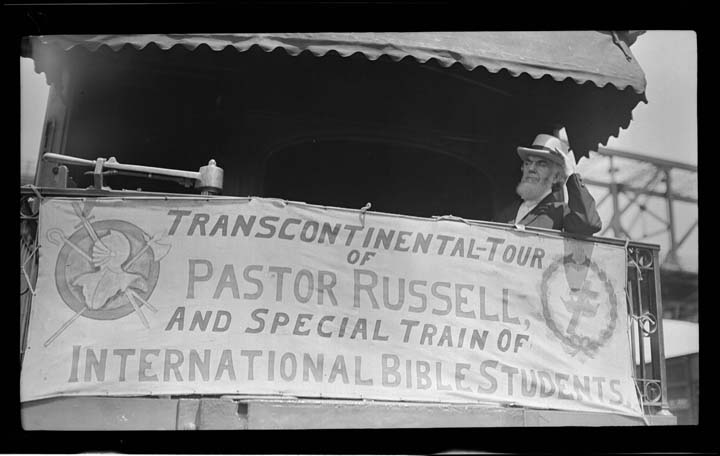 TRANSCONTINENTAL-TOUR
OF
PASTOR RUSSELL,
AND SPECIAL TRAIN OF
INTERNATIONAL BIBLE STUDENTS.